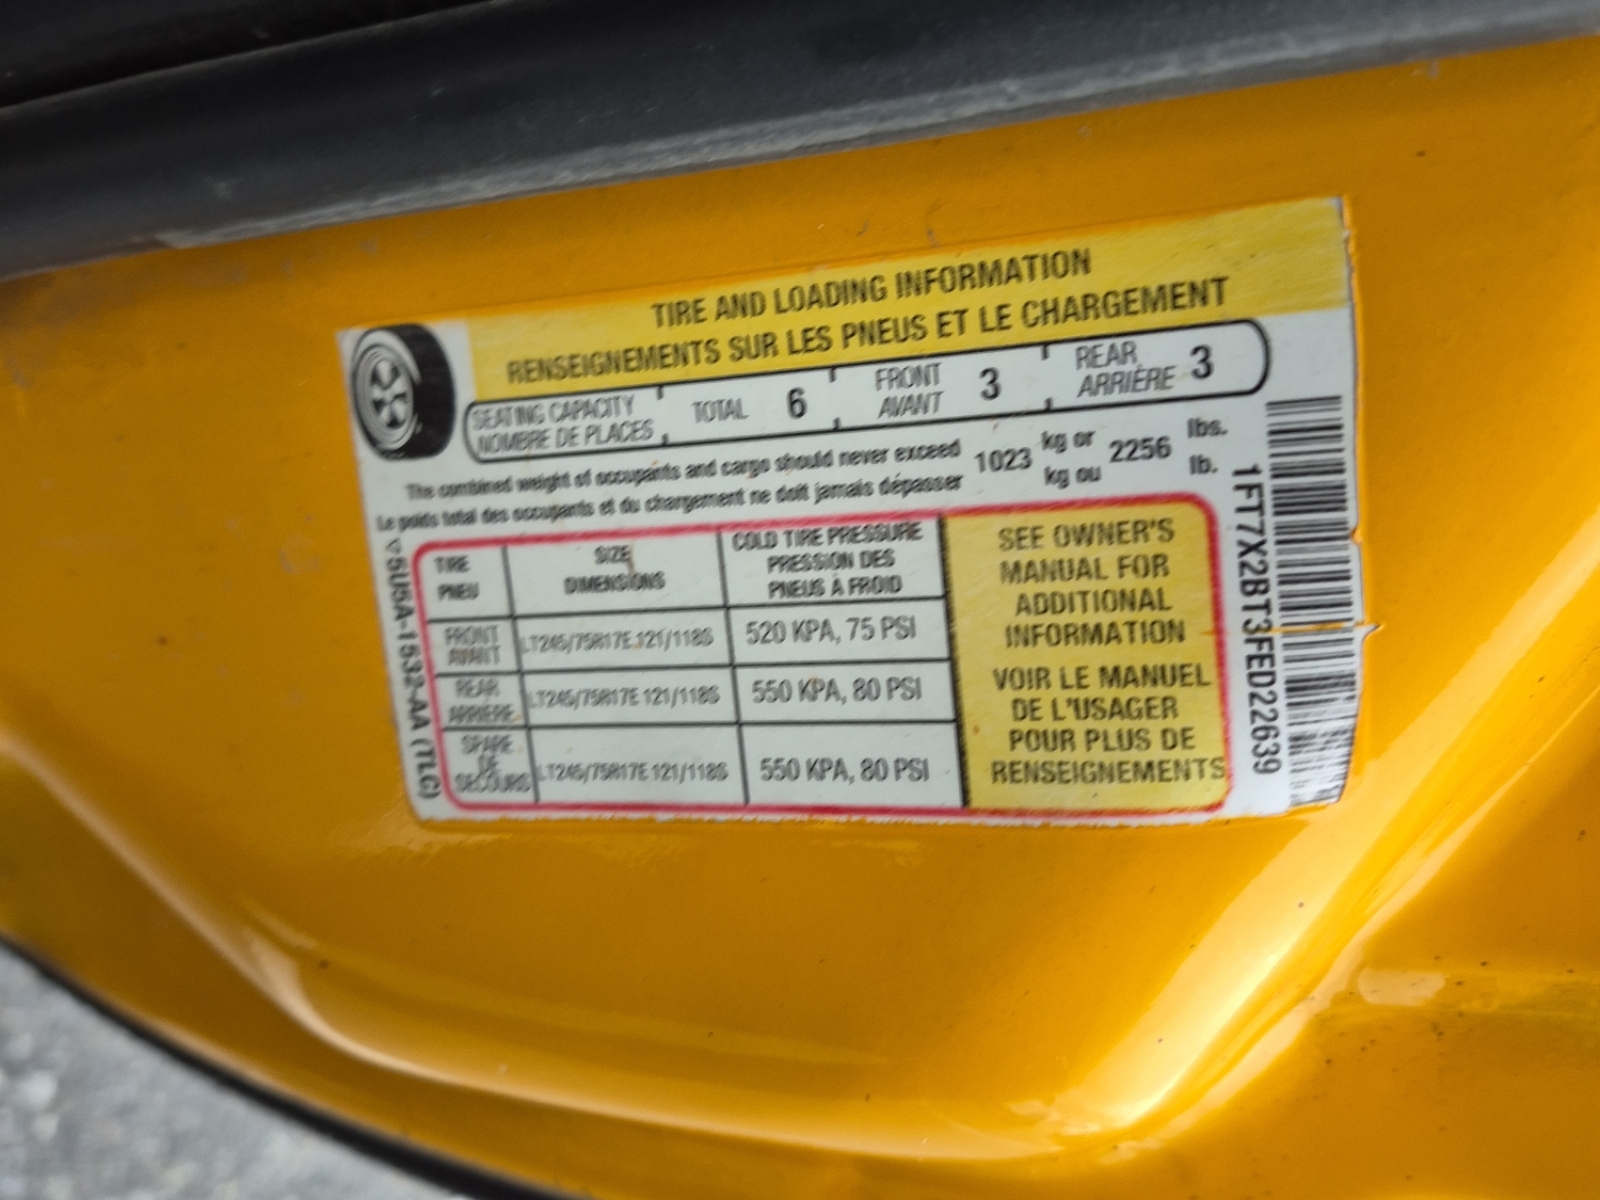 TIRE AND LOADING INFORMATION
RENSEIGNEMENTS SUR LES PNEUS ET LE CHARGEMENT
SEATING CAPACITY TOTAL 6 FRONT 3 REAR 3
NOMBRE DE PLACES AVANT ARRIÈRE
The combined weight of occupants and cargo should never exceed 1023 kg or 2256 lbs.
Le poids total des occupants et du chargement ne doit jamais dépasser kg ou lb.
TIRE SIZE COLD TIRE PRESSURE
PNEU DIMENSIONS PRESSION DES
PNEUS À FROID
FRONT LT245/75R17E 121/118S 520 KPA, 75 PSI
AVANT
REAR LT245/75R17E 121/118S 550 KPA, 80 PSI
ARRIÈRE
SPARE LT245/75R17E 121/118S 550 KPA, 80 PSI
DE
SECOURS
SEE OWNER'S
MANUAL FOR
ADDITIONAL
INFORMATION
VOIR LE MANUEL
DE L'USAGER
POUR PLUS DE
RENSEIGNEMENTS
5U5A-1532-AA (TLC)
1FT7X2BT3FED22639